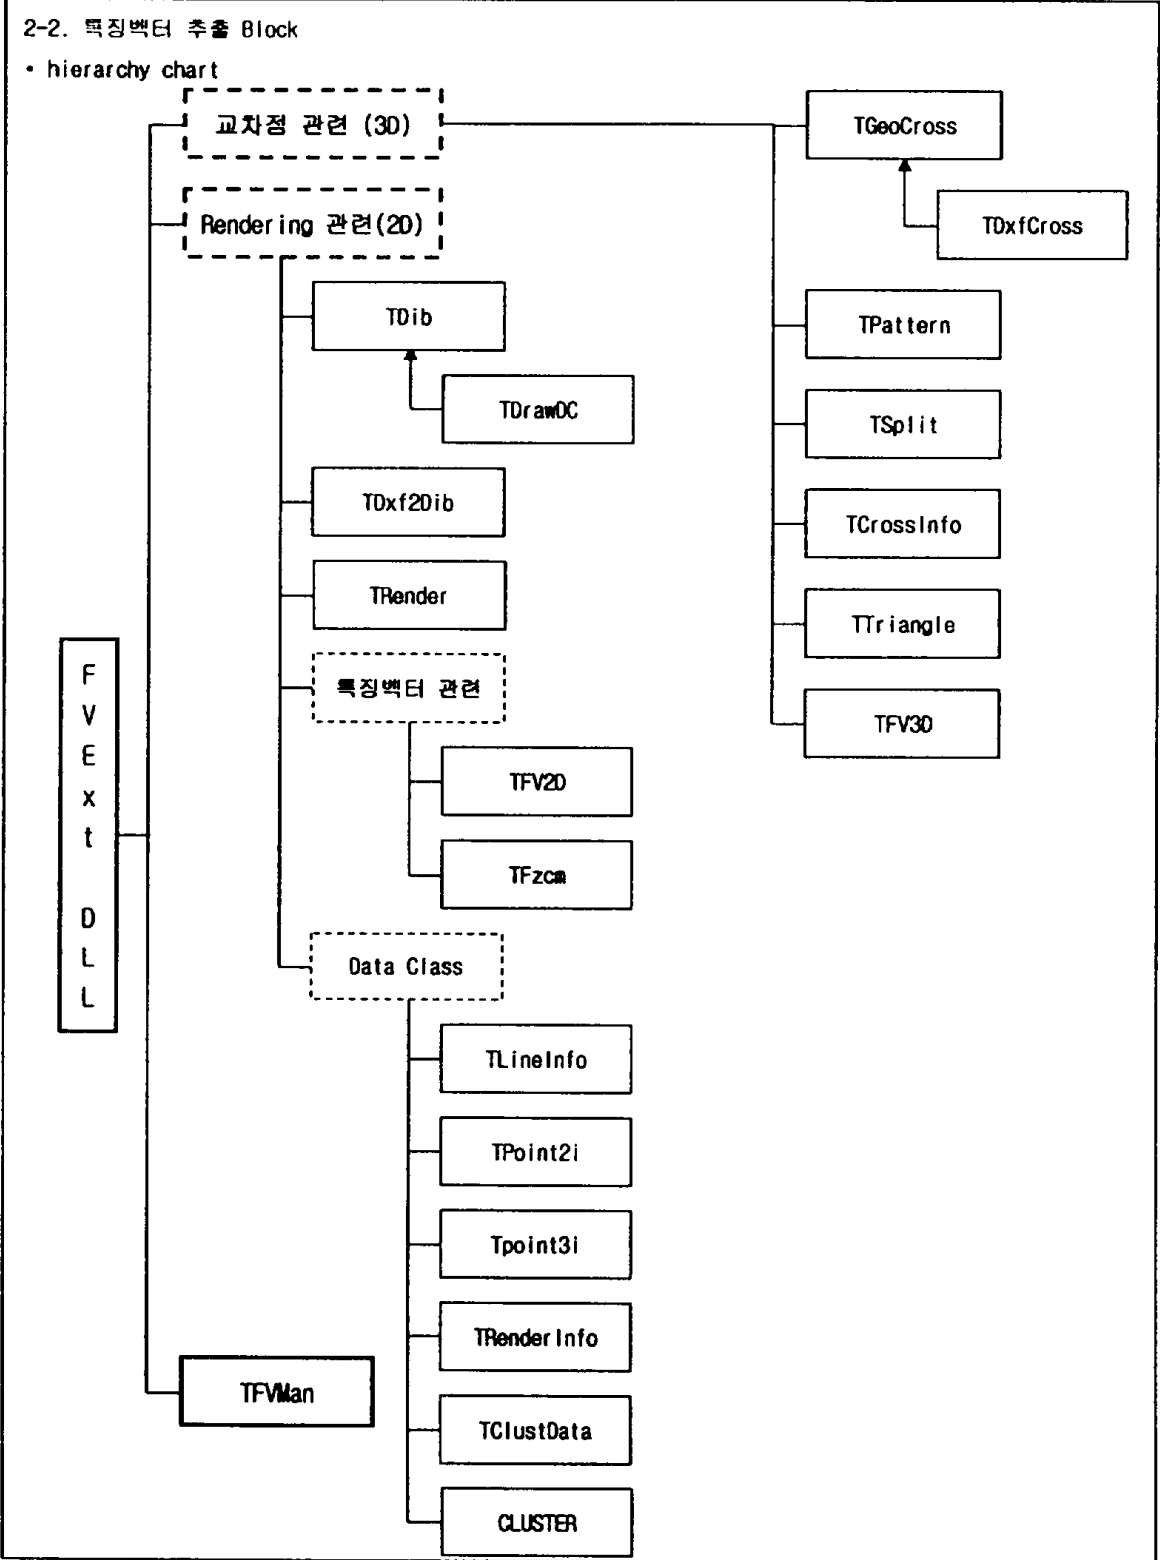 2-2. 특징벡터 추출 Block
• hierarchy chart
교차점 관련 (3D)
TGeoCross
TDxfCross
Rendering 관련(2D)
TDib
TPattern
TDrawDC
TSplit
TDxf2Dib
TCrossInfo
TRender
TTriangle
특징벡터 관련
TFV3D
TFV2D
TFzcm
FVExt DLL
Data Class
TLineInfo
TPoint2i
Tpoint3i
TRenderInfo
TFVMan
TClustData
CLUSTER